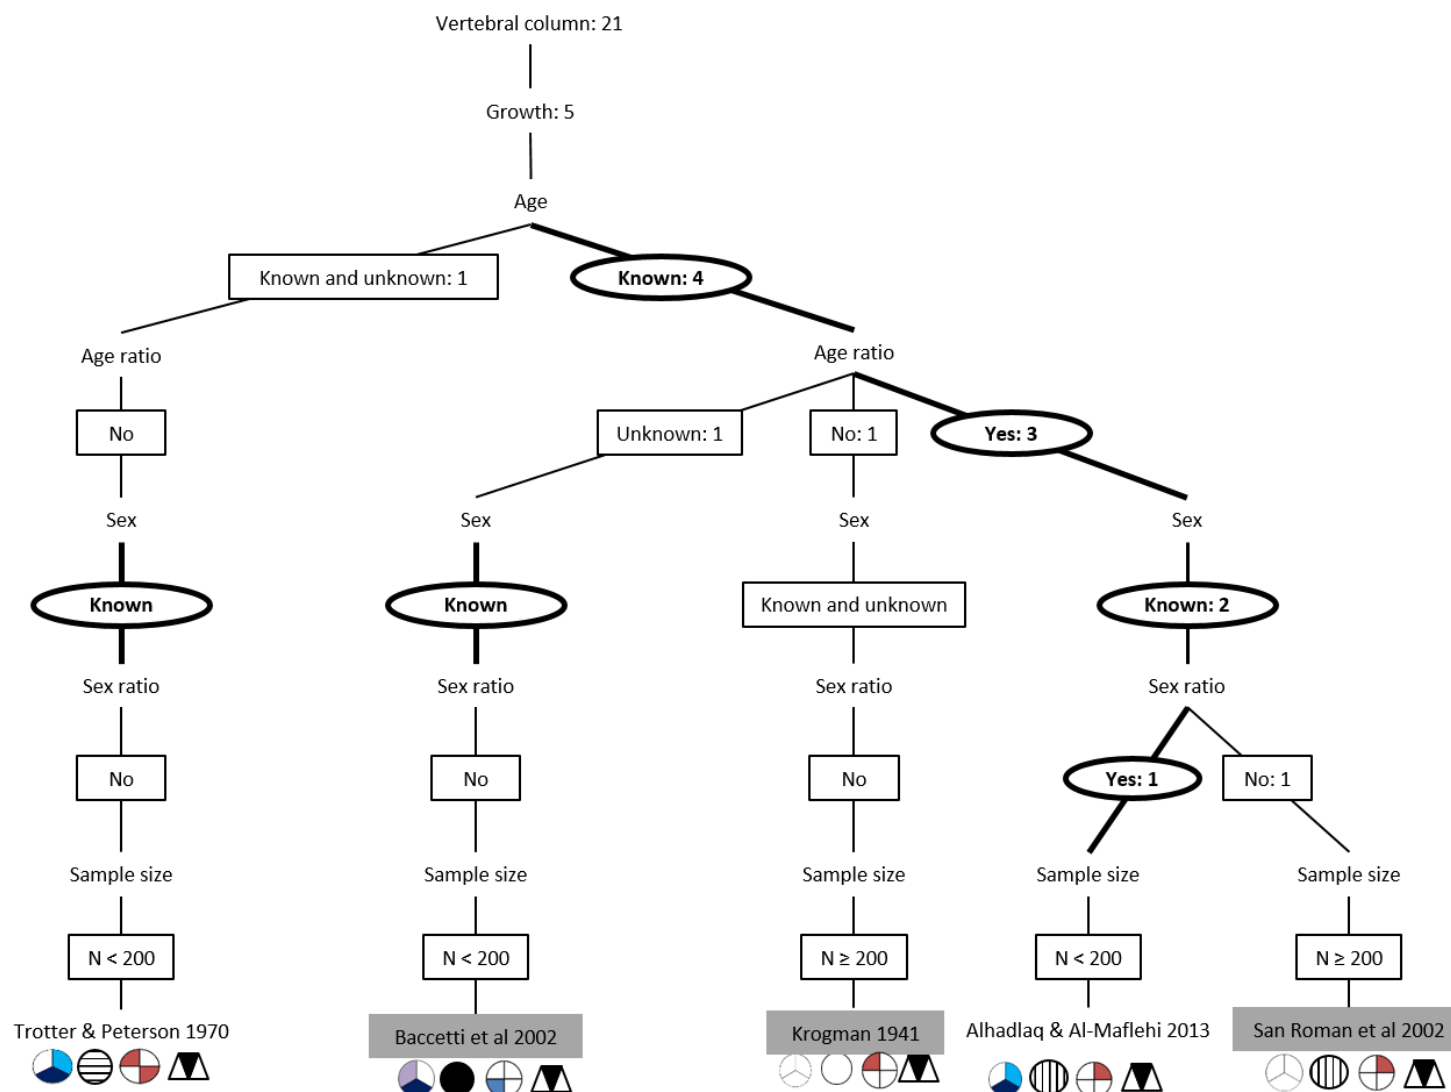 Vertebral column: 21
Growth: 5
Age
Known and unknown: 1
Known: 4
Age ratio
Age ratio
No
Unknown: 1
No: 1
Yes: 3
Sex
Sex
Sex
Sex
Known
Known
Known and unknown
Known: 2
Sex ratio
Sex ratio
Sex ratio
Sex ratio
No
No
No
Yes: 1
No: 1
Sample size
Sample size
Sample size
Sample size
Sample size
N < 200
N < 200
N ≥ 200
N < 200
N ≥ 200
Trotter & Peterson 1970
Baccetti et al 2002
Krogman 1941
Alhadlaq & Al-Maflehi 2013
San Roman et al 2002